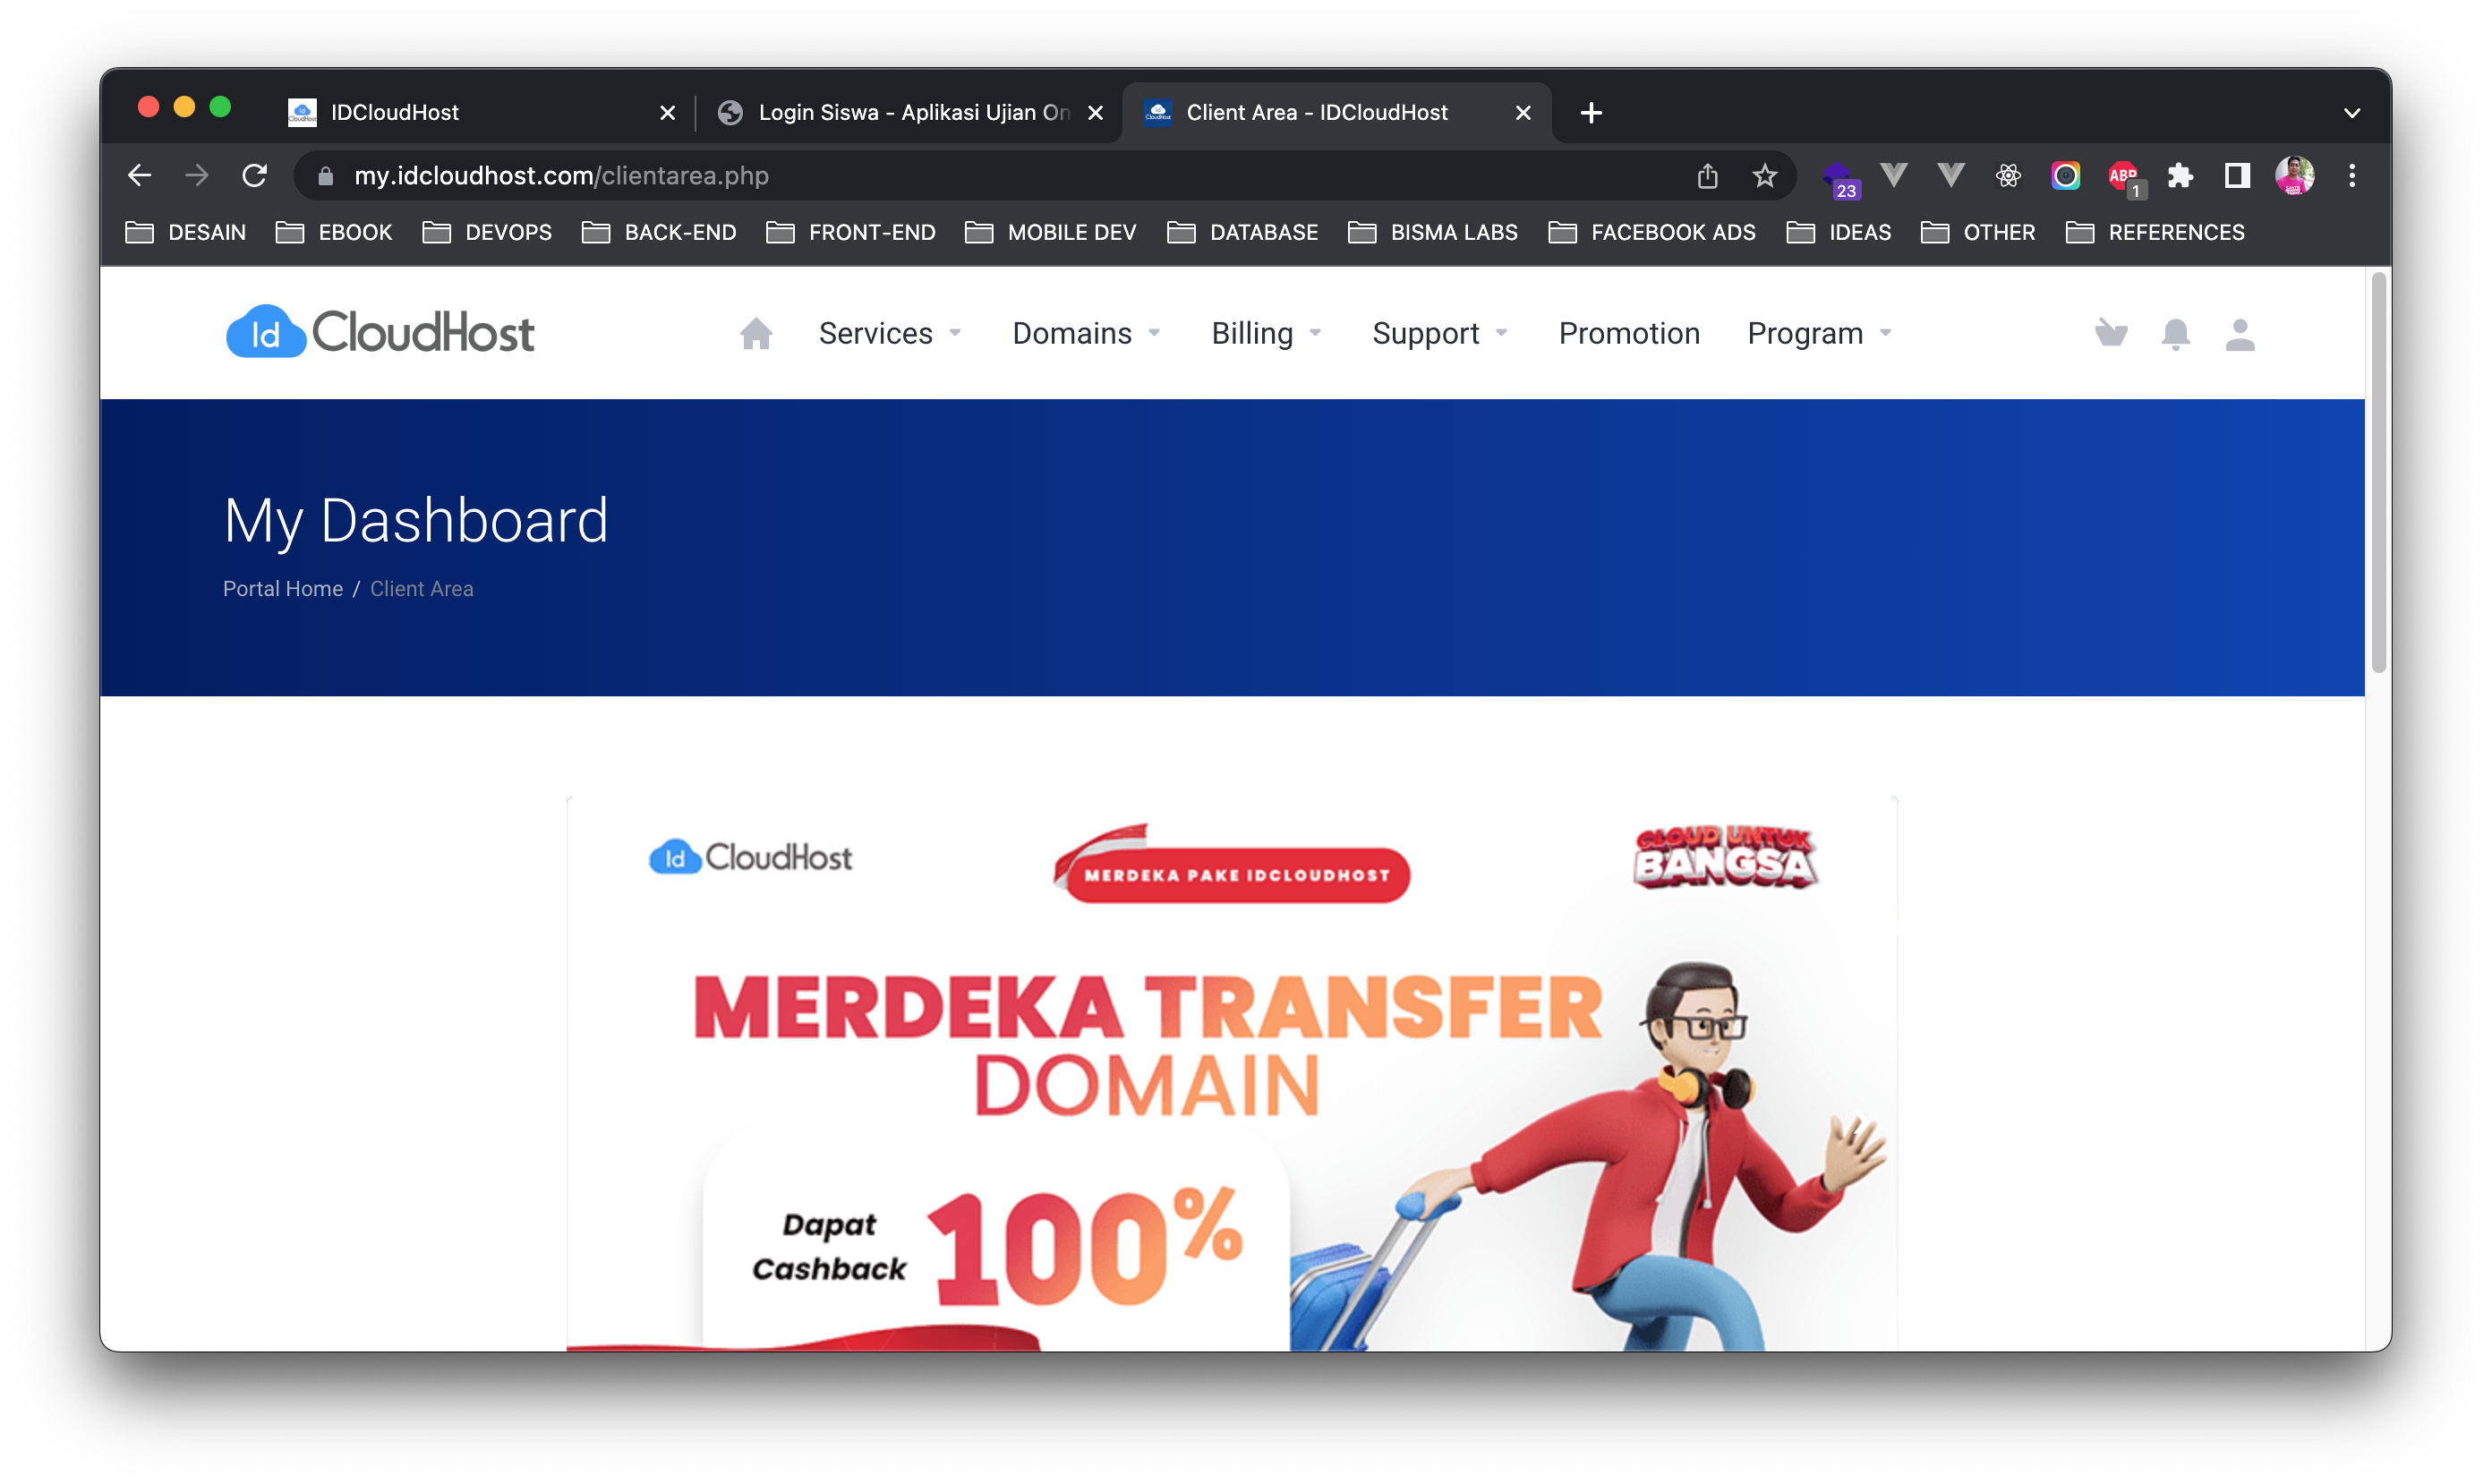 IDCloudHost
Login Siswa - Aplikasi Ujian On
Client Area - IDCloudHost
my.idcloudhost.com/clientarea.php
23
ABP
1
DESAIN
EBOOK
DEVOPS
BACK-END
FRONT-END
MOBILE DEV
DATABASE
BISMA LABS
FACEBOOK ADS
IDEAS
OTHER
REFERENCES
Id CloudHost
Services
Domains
Billing
Support
Promotion
Program
My Dashboard
Portal Home / Client Area
Id CloudHost
MERDEKA PAKE IDCLOUDHOST
CLOUD UNTUK
BANGSA
MERDEKA TRANSFER
DOMAIN
Dapat
Cashback
100%